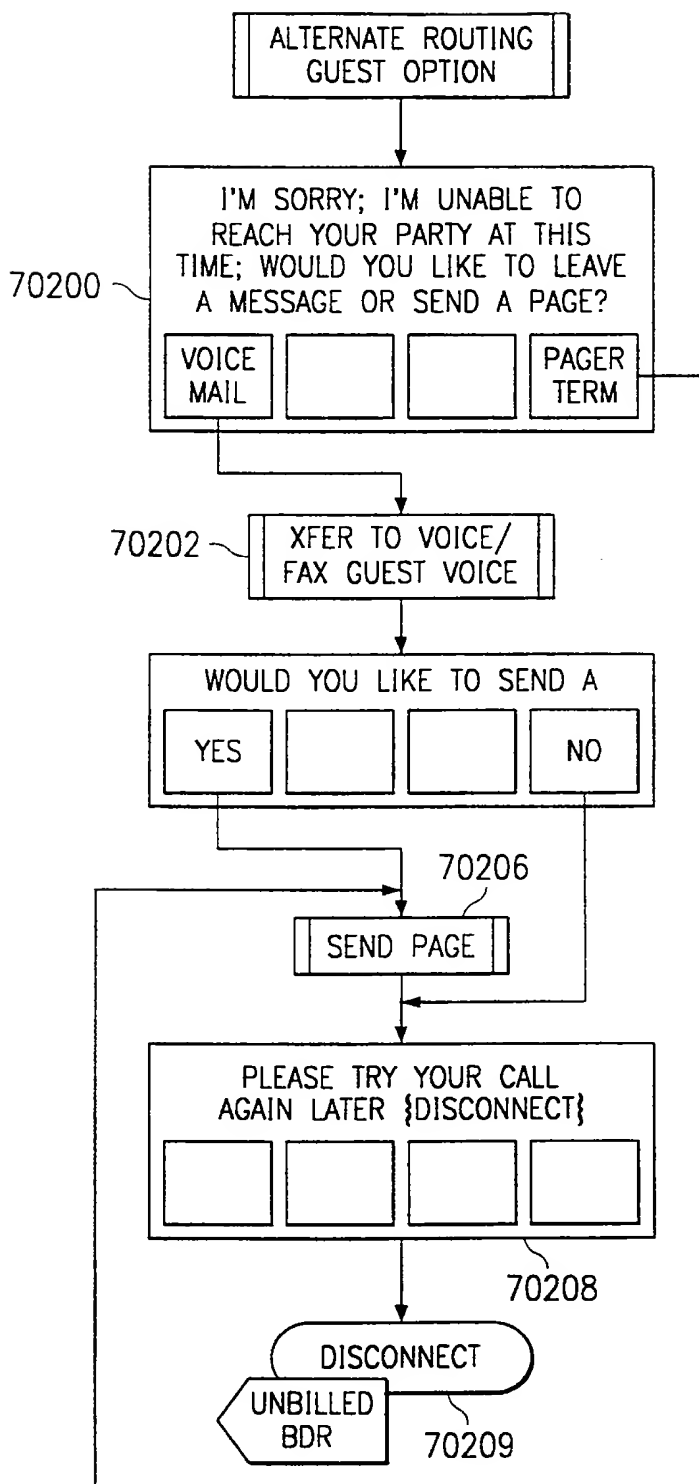 ALTERNATE ROUTING
GUEST OPTION
I'M SORRY; I'M UNABLE TO
REACH YOUR PARTY AT THIS
TIME; WOULD YOU LIKE TO LEAVE
A MESSAGE OR SEND A PAGE?
70200
VOICE
MAIL
PAGER
TERM
70202
XFER TO VOICE/
FAX GUEST VOICE
WOULD YOU LIKE TO SEND A
YES
NO
70206
SEND PAGE
PLEASE TRY YOUR CALL
AGAIN LATER {DISCONNECT}
70208
DISCONNECT
UNBILLED
BDR
70209